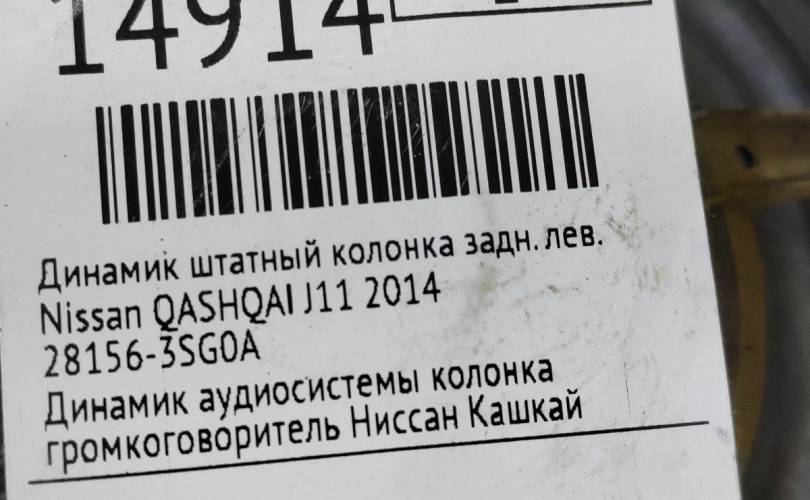 14914
Динамик штатный колонка задн. лев.
Nissan QASHQAI J11 2014
28156-3SG0A
Динамик аудиосистемы колонка
громкоговоритель Ниссан Кашкай